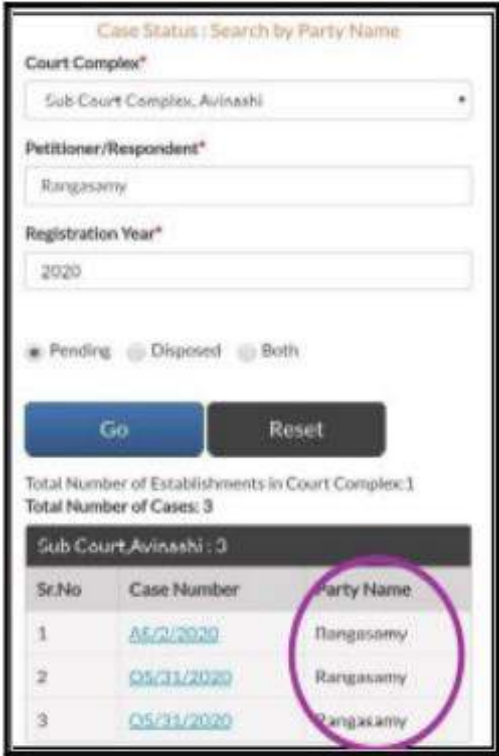 Case Status : Search by Party Name
Court Complex*
Sub Court Complex, Avinashi
Petitioner/Respondent*
Rangasamy
Registration Year*
2020
Pending Disposed Both
Go Reset
Total Number of Establishments in Court Complex:1
Total Number of Cases: 3
Sub Court,Avinashi : 3
Sr.No Case Number Party Name
1 AS/2/2020 Rangasamy
2 OS/31/2020 Rangasamy
3 OS/31/2020 Rangasamy